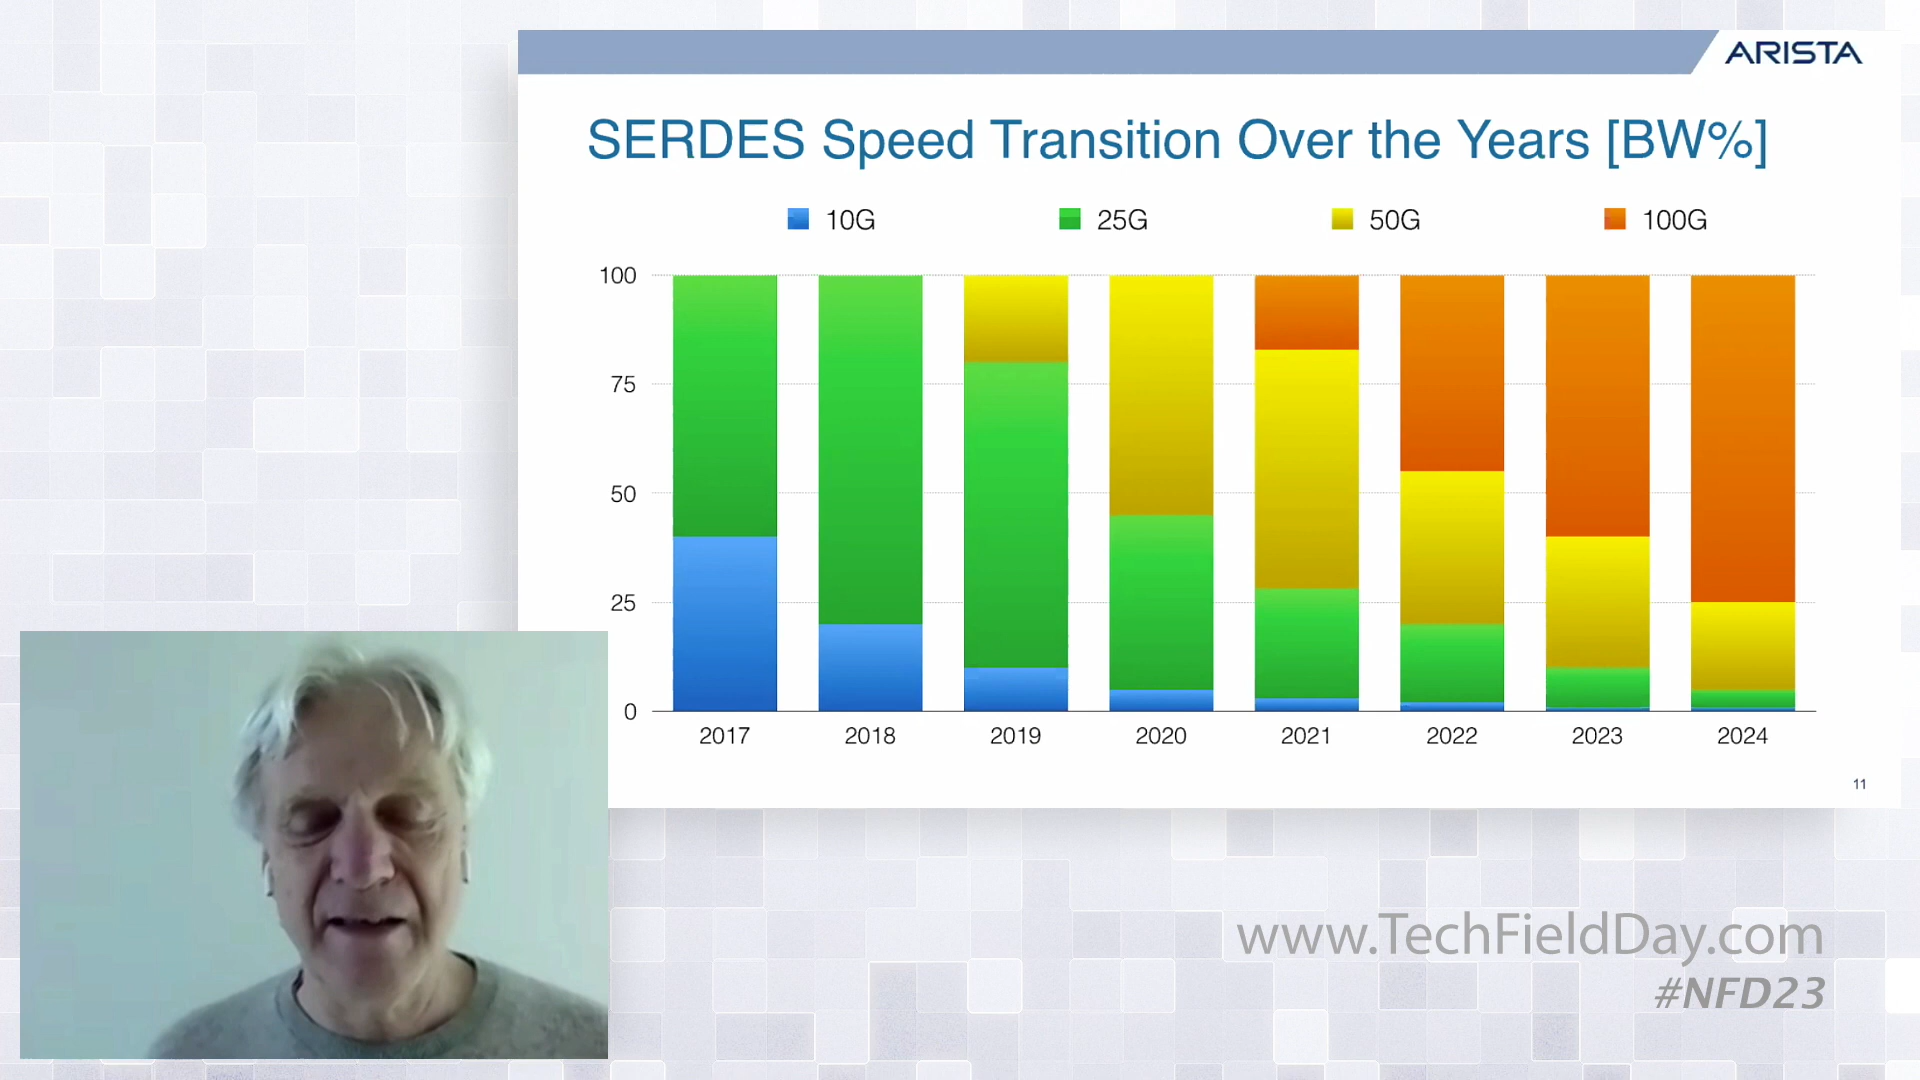 ARISTA
SERDES Speed Transition Over the Years [BW%]
10G 25G 50G 100G
100
75
50
25
0
2017 2018 2019 2020 2021 2022 2023 2024
11
www.TechFieldDay.com
#NFD23